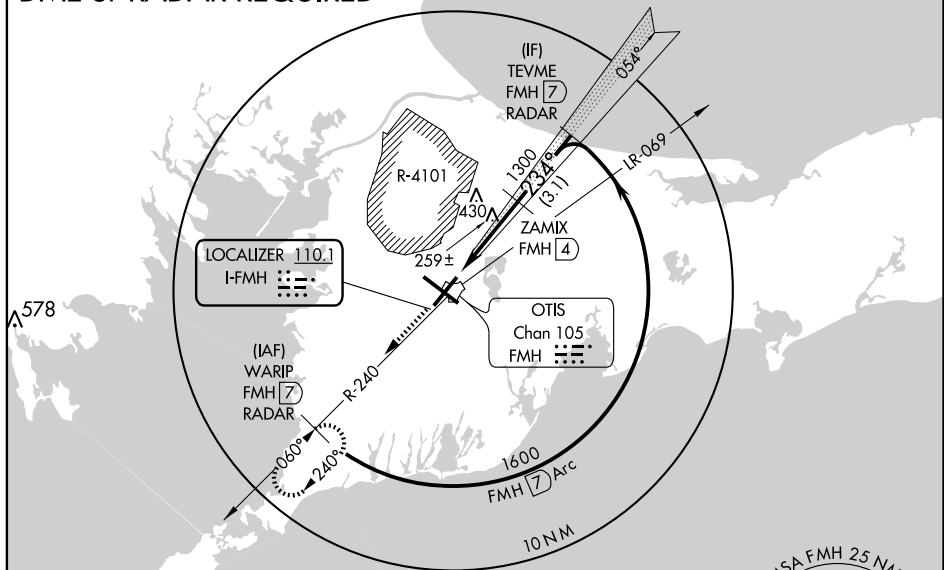 DME or RADAR REQUIRED
(IF)
TEVME
FMH 7
RADAR
054°
LR-069
1300
234°
(3.1)
R-4101
430
ZAMIX
FMH 4
259±
LOCALIZER 110.1
I-FMH
OTIS
Chan 105
FMH
578
(IAF)
WARIP
FMH 7
RADAR
R-240
060°
240°
1600
FMH 7 Arc
10 NM
MSA FMH 25 NM